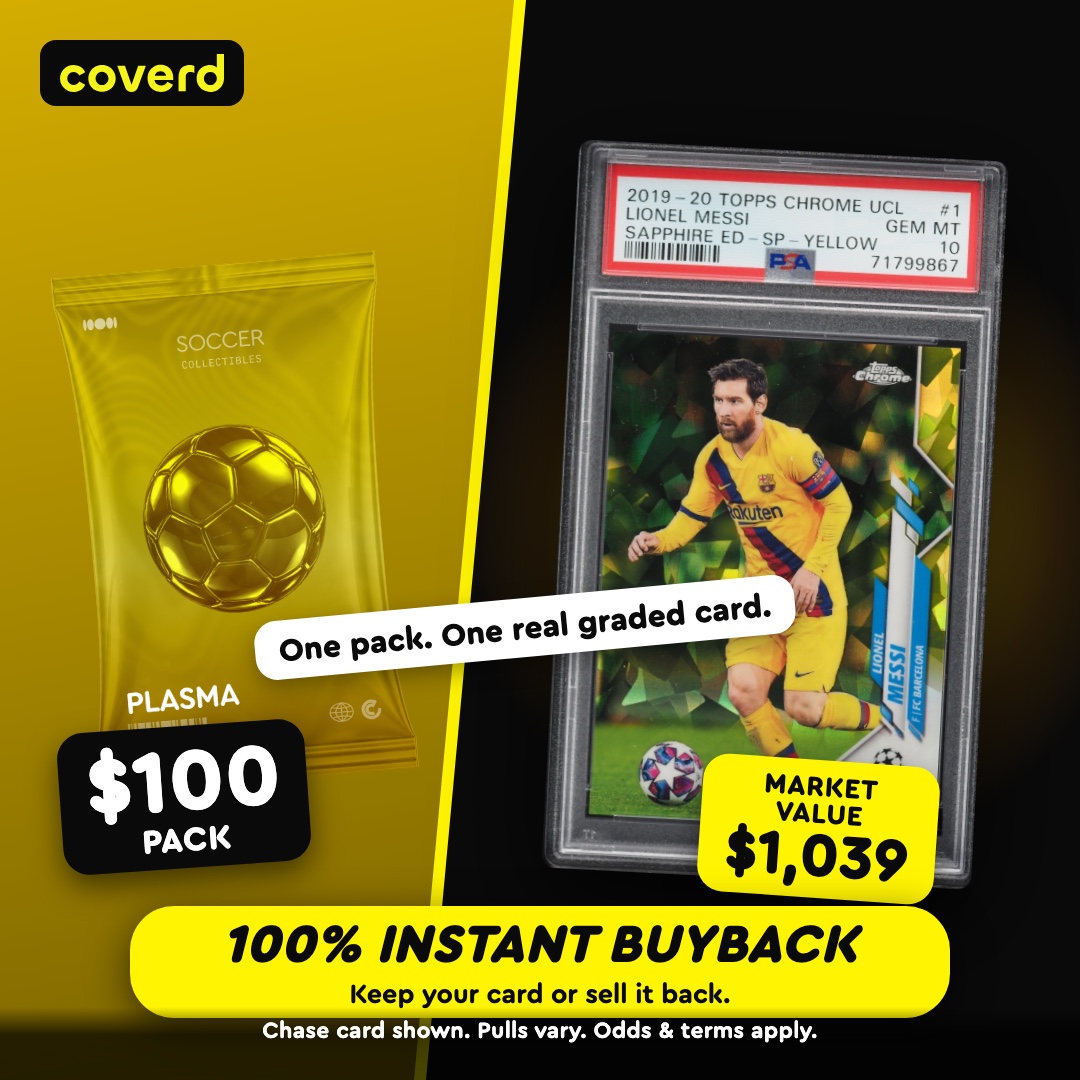 coverd
SOCCER
COLLECTIBLES
PLASMA
$100
PACK
2019-20 TOPPS CHROME UCL #1
LIONEL MESSI GEM MT
SAPPHIRE ED-SP-YELLOW 10
PSA 71799867
Topps
Chrome
Rakuten
LIONEL
MESSI
F | FC BARCELONA
One pack. One real graded card.
MARKET
VALUE
$1,039
100% INSTANT BUYBACK
Keep your card or sell it back.
Chase card shown. Pulls vary. Odds & terms apply.